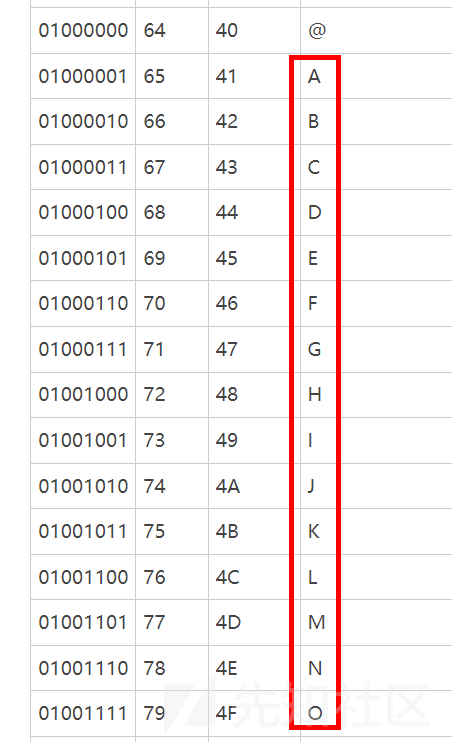 01000000 64 40 @
01000001 65 41 A
01000010 66 42 B
01000011 67 43 C
01000100 68 44 D
01000101 69 45 E
01000110 70 46 F
01000111 71 47 G
01001000 72 48 H
01001001 73 49 I
01001010 74 4A J
01001011 75 4B K
01001100 76 4C L
01001101 77 4D M
01001110 78 4E N
01001111 79 4F O
先知社区